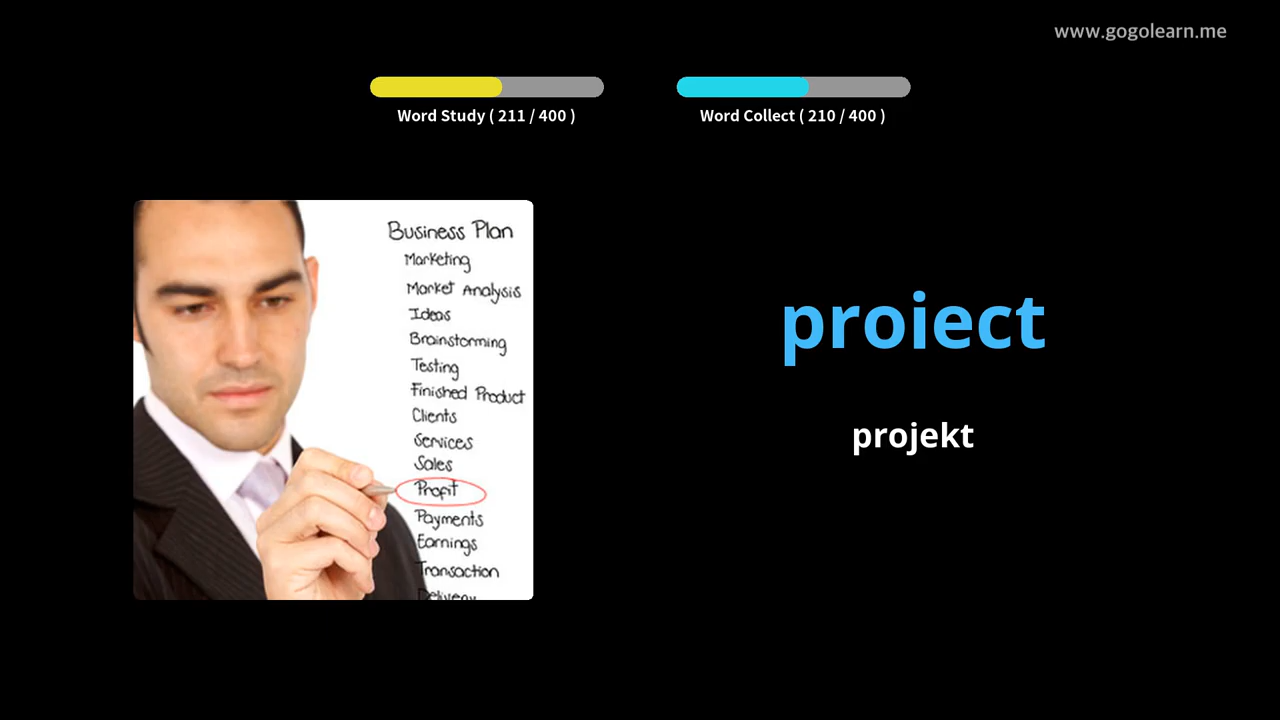 www.gogolearn.me
Word Study ( 211 / 400 )
Word Collect ( 210 / 400 )
Business Plan
Marketing
Market Analysis
Ideas
Brainstorming
Testing
Finished Product
Clients
Services
Sales
Profit
Payments
Earnings
Transaction
Delivery
proiect
projekt